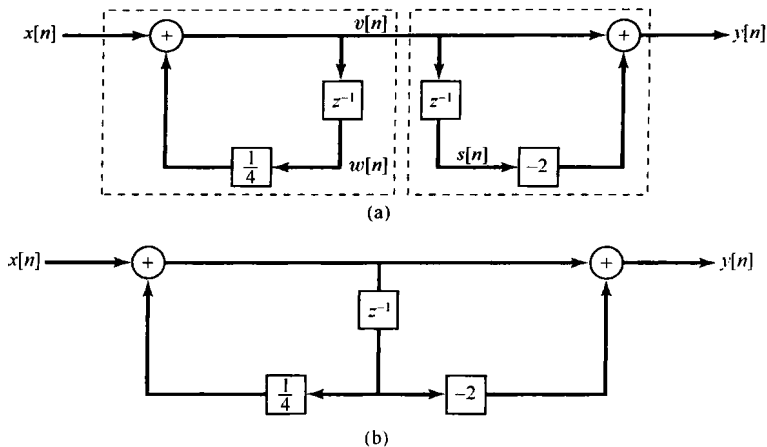 x[n] + v[n] + y[n]
z⁻¹ z⁻¹
w[n] s[n]
1/4 −2
(a)
x[n] + + y[n]
z⁻¹
1/4 −2
(b)